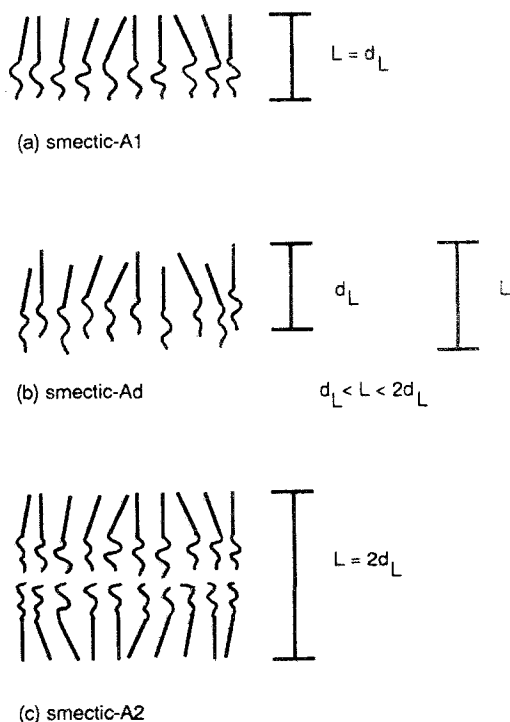 L = d_L
(a) smectic-A1
d_L L
(b) smectic-Ad d_L < L < 2d_L
L = 2d_L
(c) smectic-A2